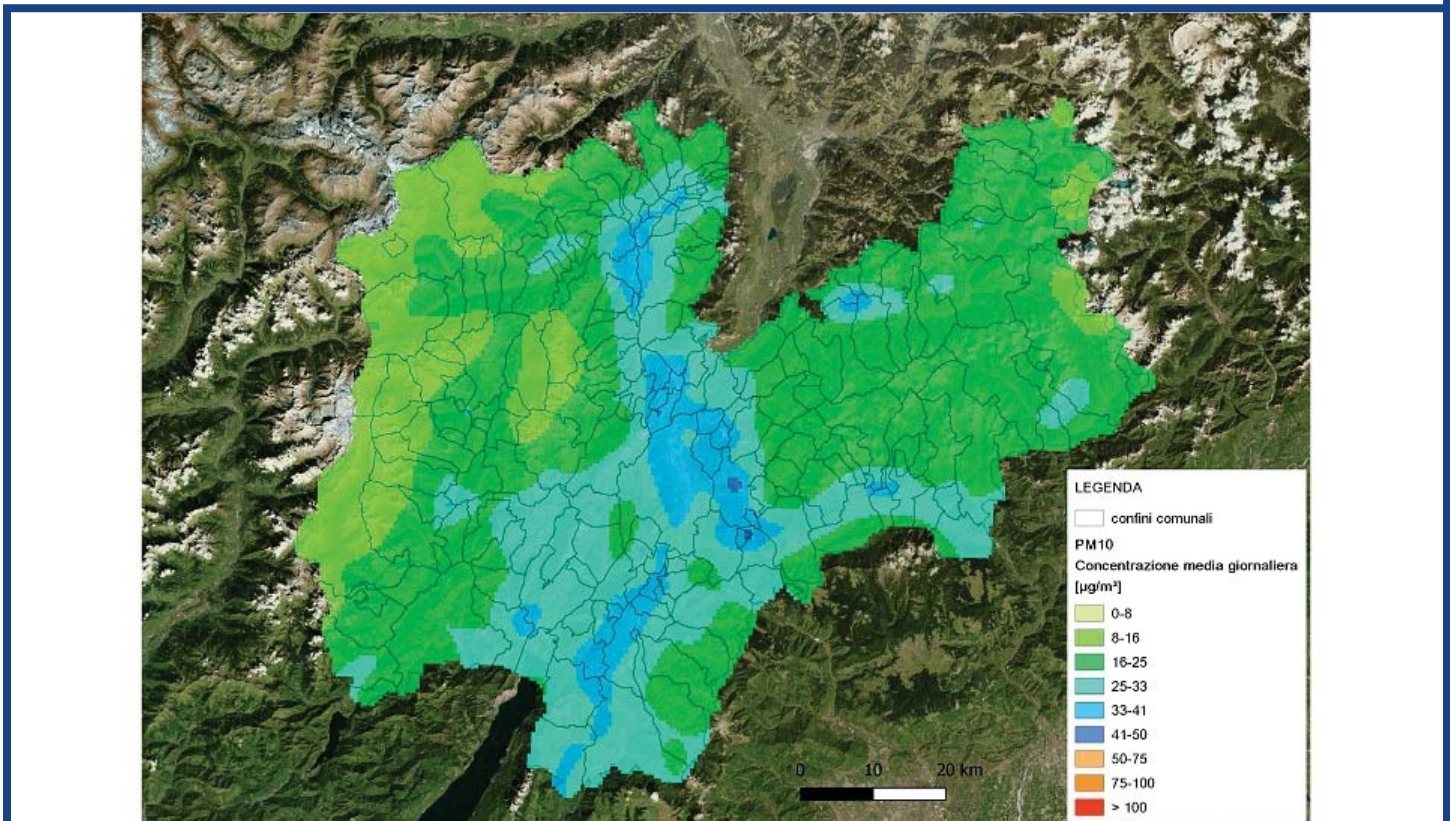 LEGENDA
confini comunali
PM10
Concentrazione media giornaliera
[µg/m³]
0-8
8-16
16-25
25-33
33-41
41-50
50-75
75-100
> 100
0 10 20 km